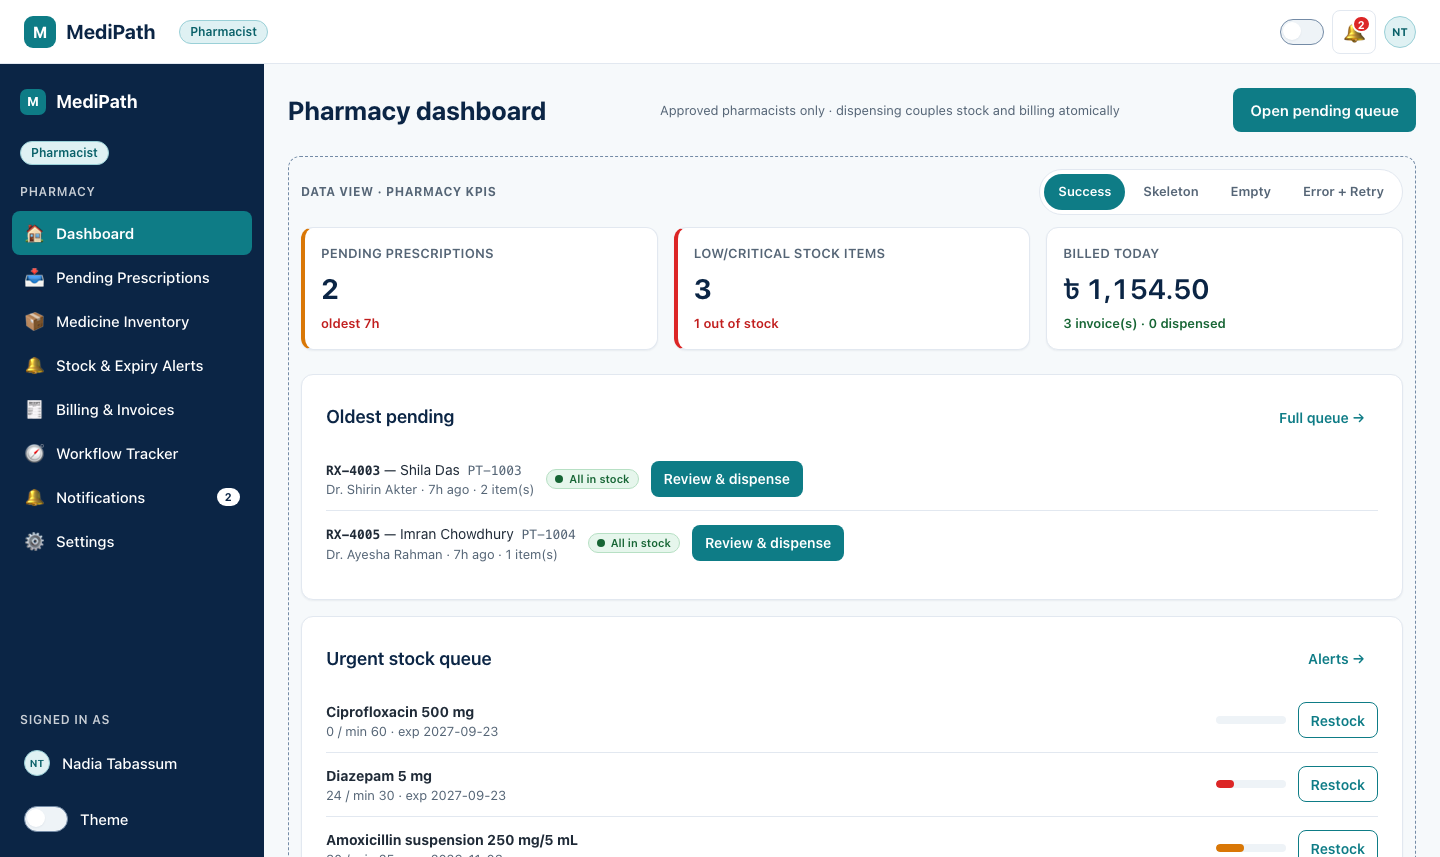 M MediPath Pharmacist
2
NT
M MediPath
Pharmacist
PHARMACY
Dashboard
Pending Prescriptions
Medicine Inventory
Stock & Expiry Alerts
Billing & Invoices
Workflow Tracker
Notifications 2
Settings
SIGNED IN AS
NT Nadia Tabassum
Theme
Pharmacy dashboard
Approved pharmacists only · dispensing couples stock and billing atomically
Open pending queue
DATA VIEW · PHARMACY KPIS
Success Skeleton Empty Error + Retry
PENDING PRESCRIPTIONS
2
oldest 7h
LOW/CRITICAL STOCK ITEMS
3
1 out of stock
BILLED TODAY
৳ 1,154.50
3 invoice(s) · 0 dispensed
Oldest pending
Full queue →
RX-4003 — Shila Das PT-1003
Dr. Shirin Akter · 7h ago · 2 item(s)
All in stock
Review & dispense
RX-4005 — Imran Chowdhury PT-1004
Dr. Ayesha Rahman · 7h ago · 1 item(s)
All in stock
Review & dispense
Urgent stock queue
Alerts →
Ciprofloxacin 500 mg
0 / min 60 · exp 2027-09-23
Restock
Diazepam 5 mg
24 / min 30 · exp 2027-09-23
Restock
Amoxicillin suspension 250 mg/5 mL
Restock